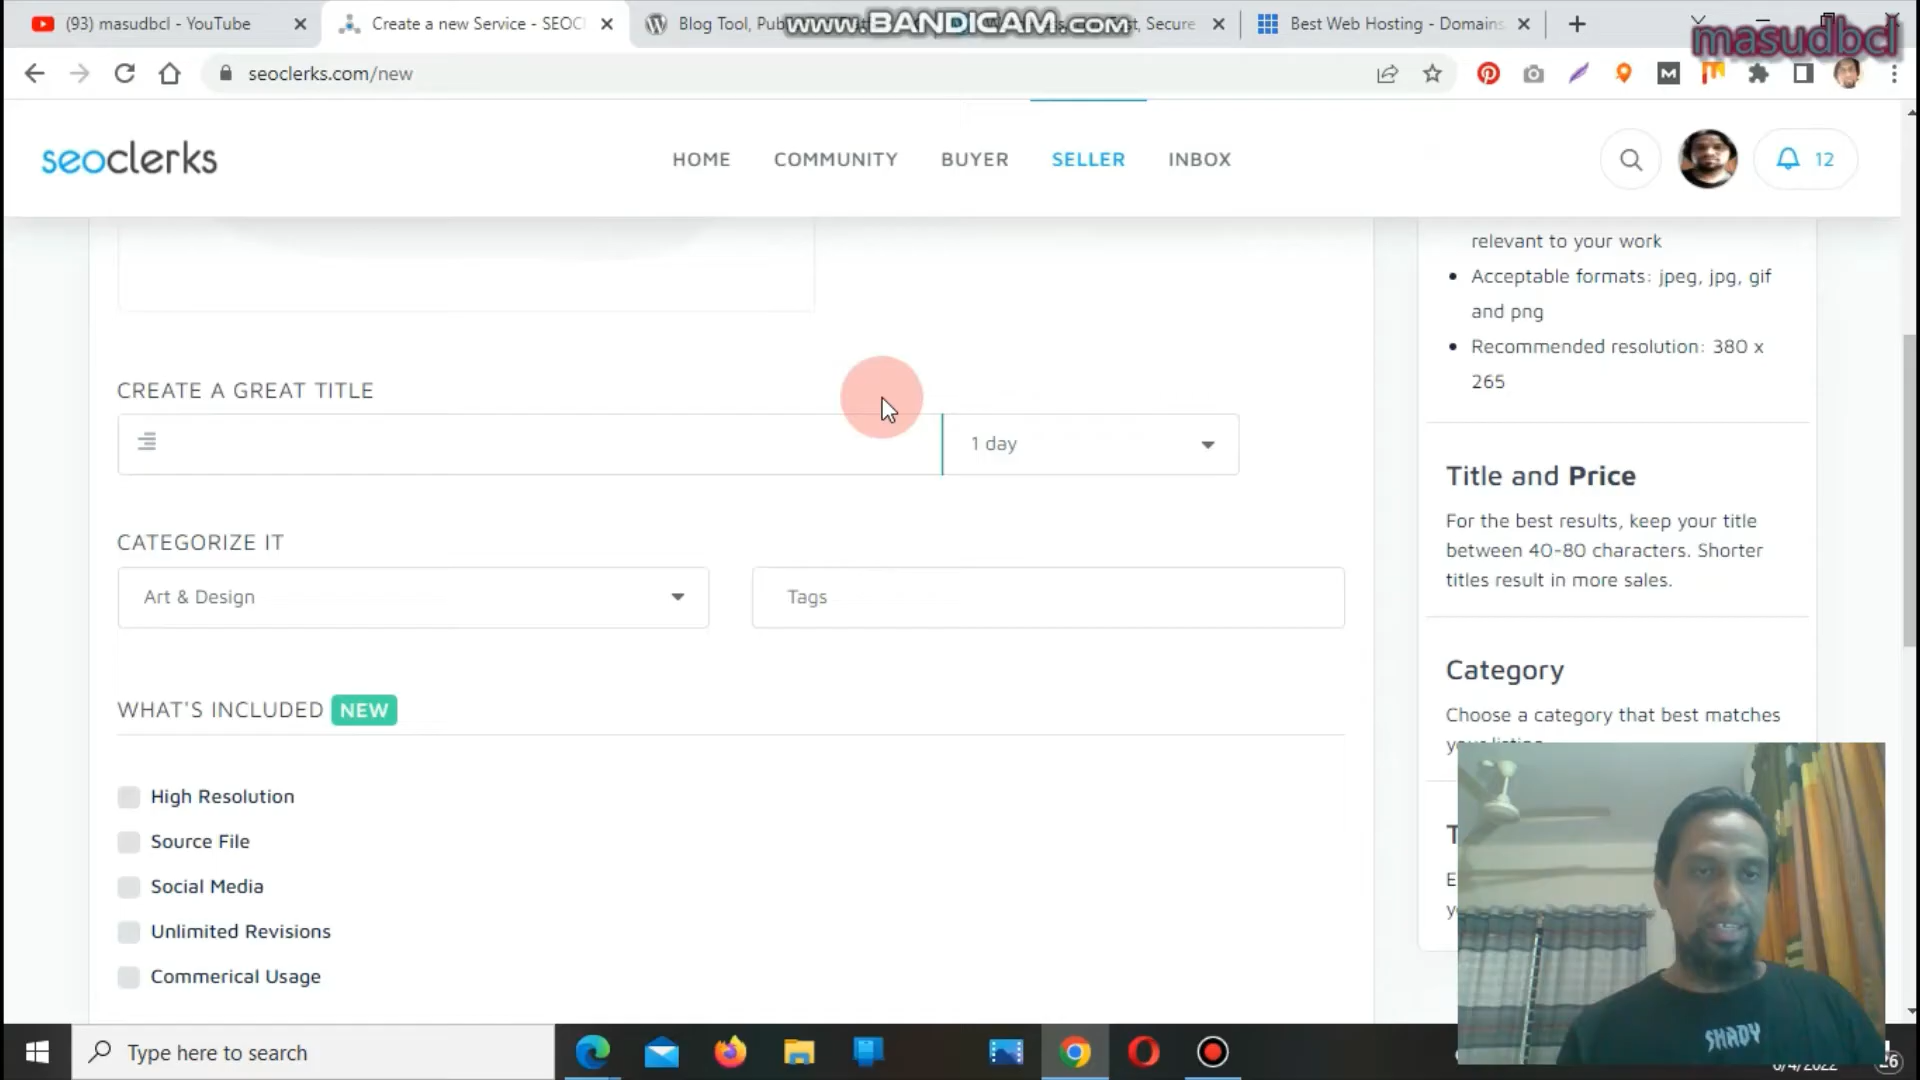 (93) masudbcl - YouTube
Create a new Service - SEOCl
Blog Tool, Pub
st, Secure
Best Web Hosting - Domains
www.BANDICAM.com
masudbcl
seoclerks.com/new
seoclerks
HOME
COMMUNITY
BUYER
SELLER
INBOX
12
relevant to your work
Acceptable formats: jpeg, jpg, gif
and png
Recommended resolution: 380 x
265
CREATE A GREAT TITLE
1 day
Title and Price
For the best results, keep your title
between 40-80 characters. Shorter
titles result in more sales.
CATEGORIZE IT
Art & Design
Tags
Category
Choose a category that best matches
WHAT'S INCLUDED NEW
High Resolution
Source File
Social Media
Unlimited Revisions
Commerical Usage
SHADY
Type here to search
26